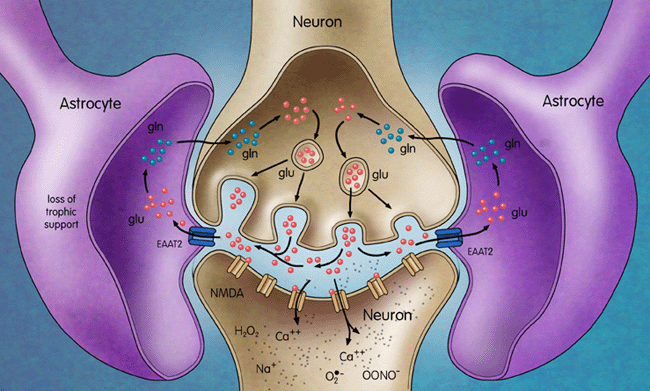 Neuron
Astrocyte
Astrocyte
gln
gln
gln
gln
glu
glu
loss of
trophic
support
glu
glu
EAAT2
EAAT2
NMDA
Neuron
H₂O₂
Ca⁺⁺
Ca⁺⁺
Na⁺
O₂•⁻
OONO⁻